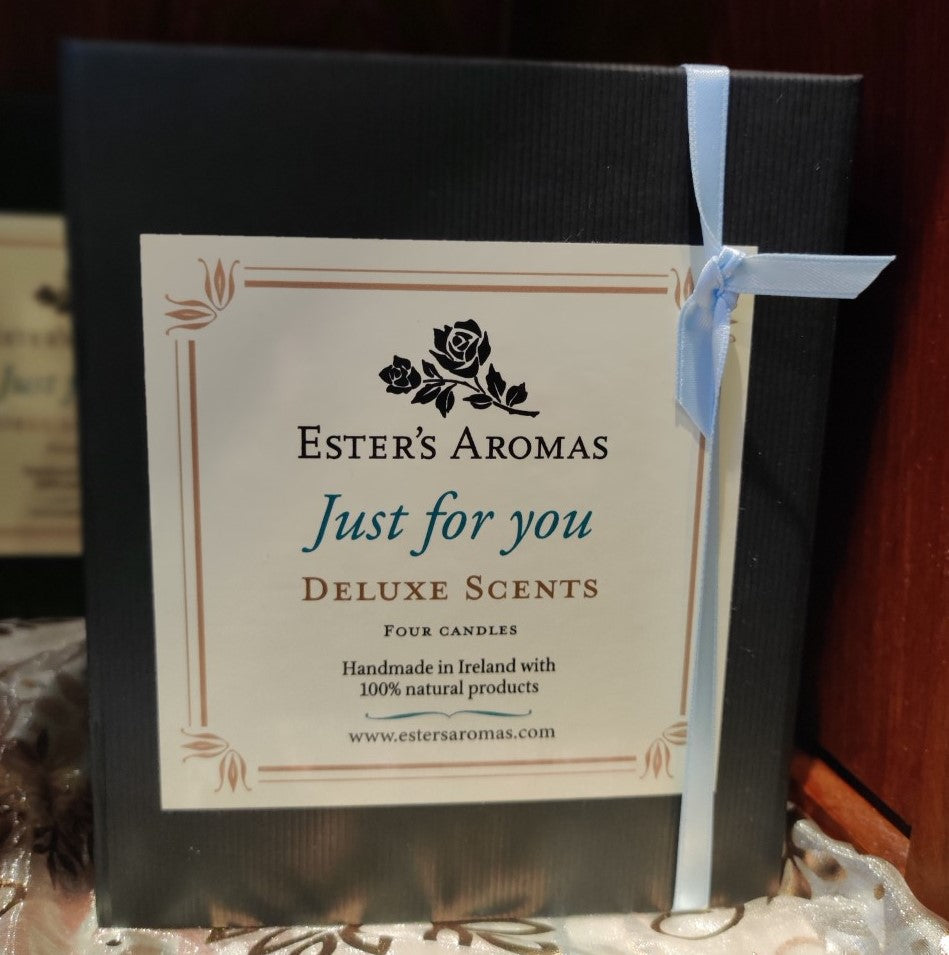 ESTER'S AROMAS
Just for you
DELUXE SCENTS
FOUR CANDLES
Handmade in Ireland with
100% natural products
www.estersaromas.com
Just